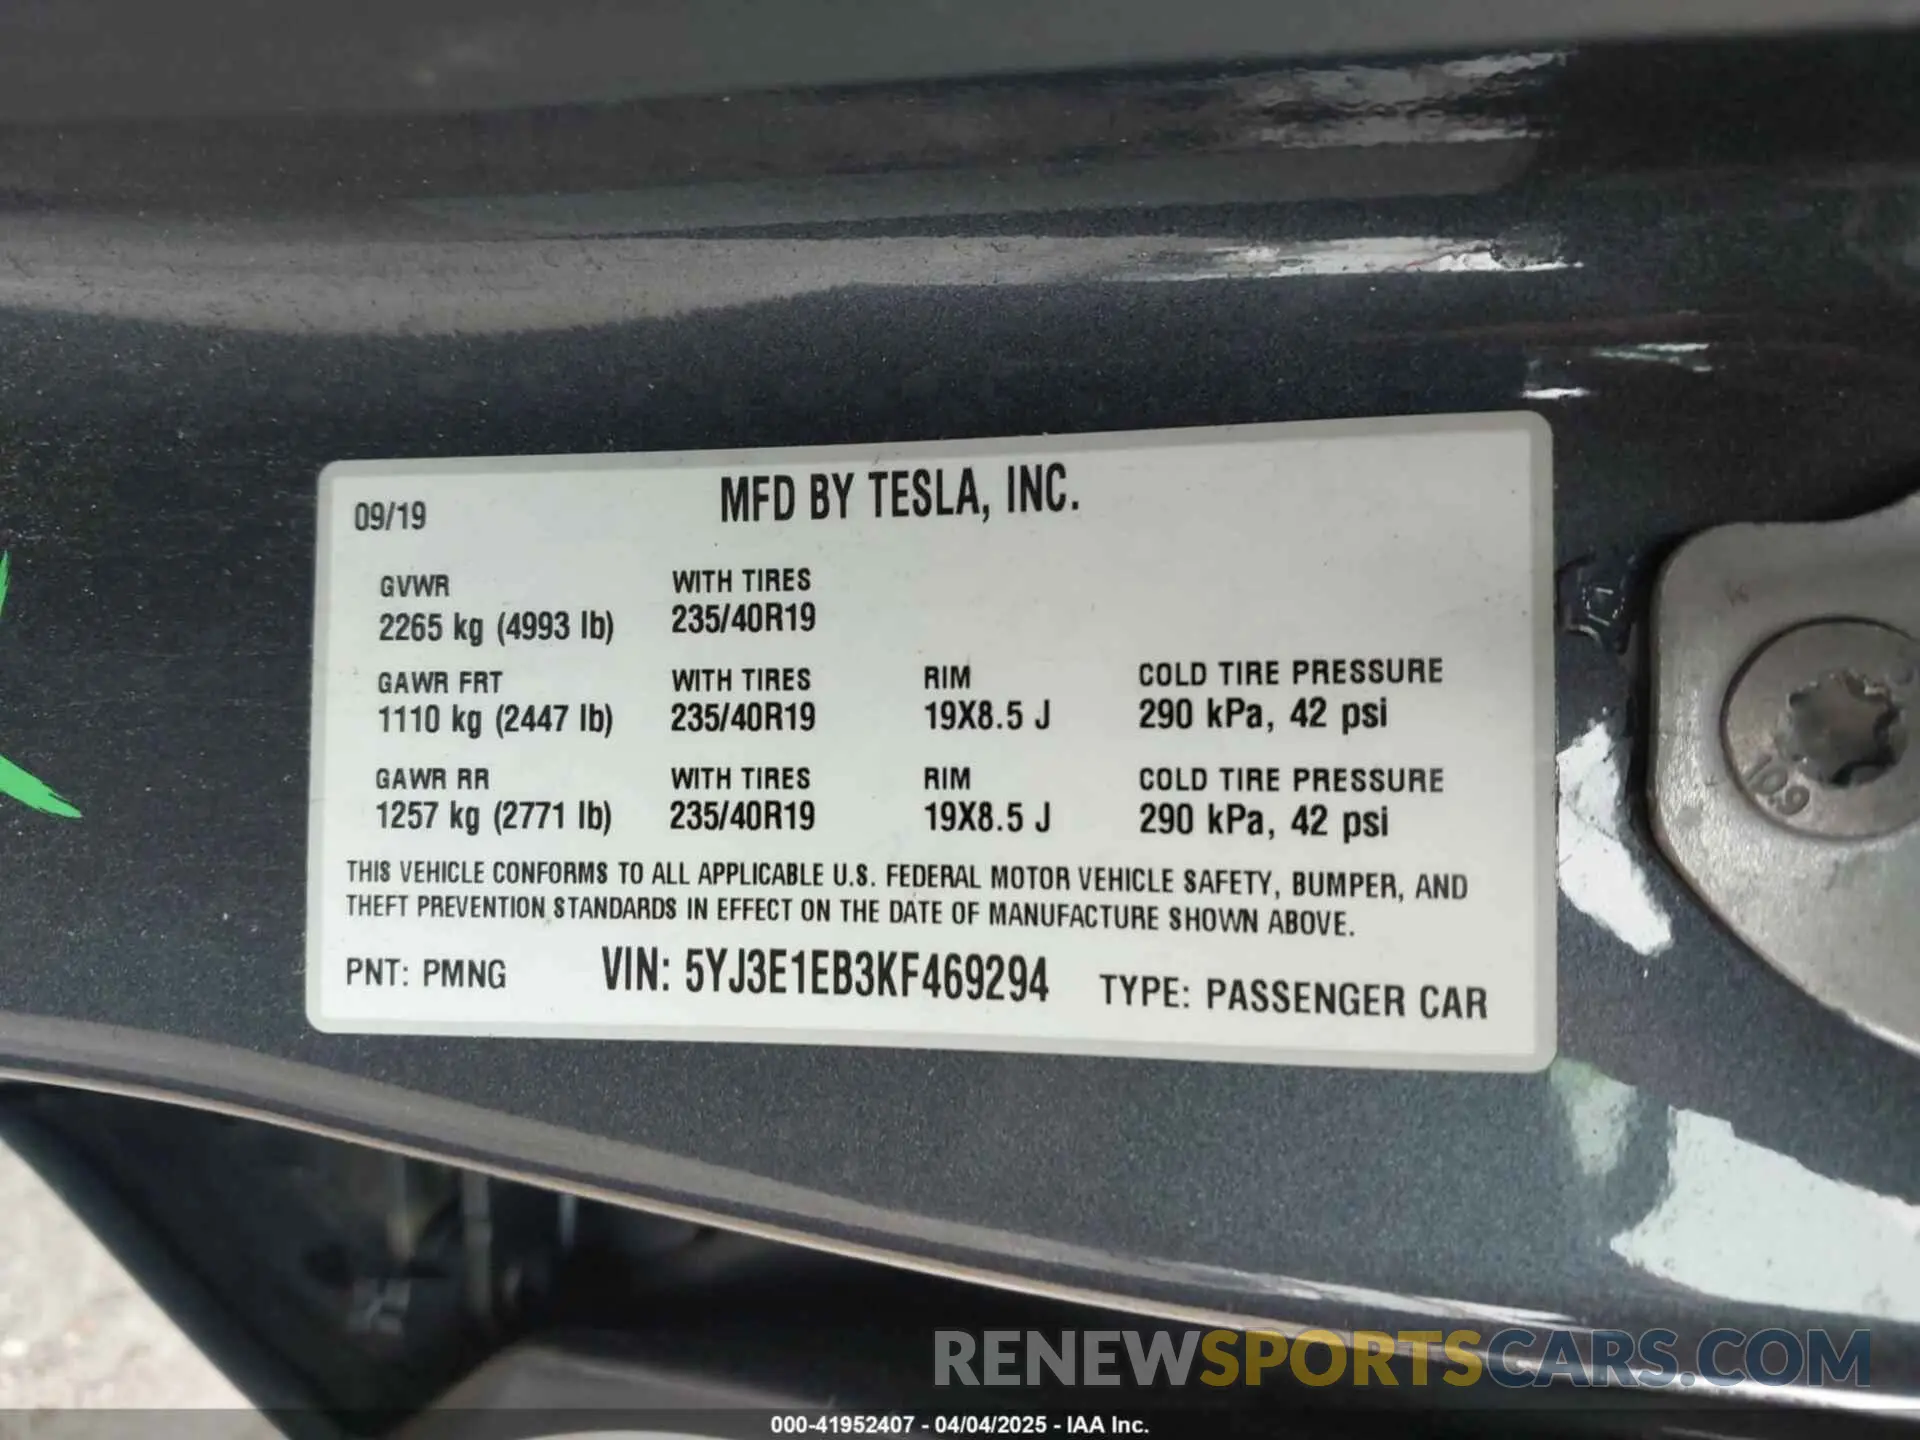 09/19
MFD BY TESLA, INC.
GVWR
2265 kg (4993 lb)
WITH TIRES
235/40R19
GAWR FRT
1110 kg (2447 lb)
WITH TIRES
235/40R19
RIM
19X8.5 J
COLD TIRE PRESSURE
290 kPa, 42 psi
GAWR RR
1257 kg (2771 lb)
WITH TIRES
235/40R19
RIM
19X8.5 J
COLD TIRE PRESSURE
290 kPa, 42 psi
THIS VEHICLE CONFORMS TO ALL APPLICABLE U.S. FEDERAL MOTOR VEHICLE SAFETY, BUMPER, AND
THEFT PREVENTION STANDARDS IN EFFECT ON THE DATE OF MANUFACTURE SHOWN ABOVE.
PNT: PMNG
VIN: 5YJ3E1EB3KF469294
TYPE: PASSENGER CAR
10.9
RENEWSPORTSCARS.COM
000-41952407 - 04/04/2025 - IAA Inc.